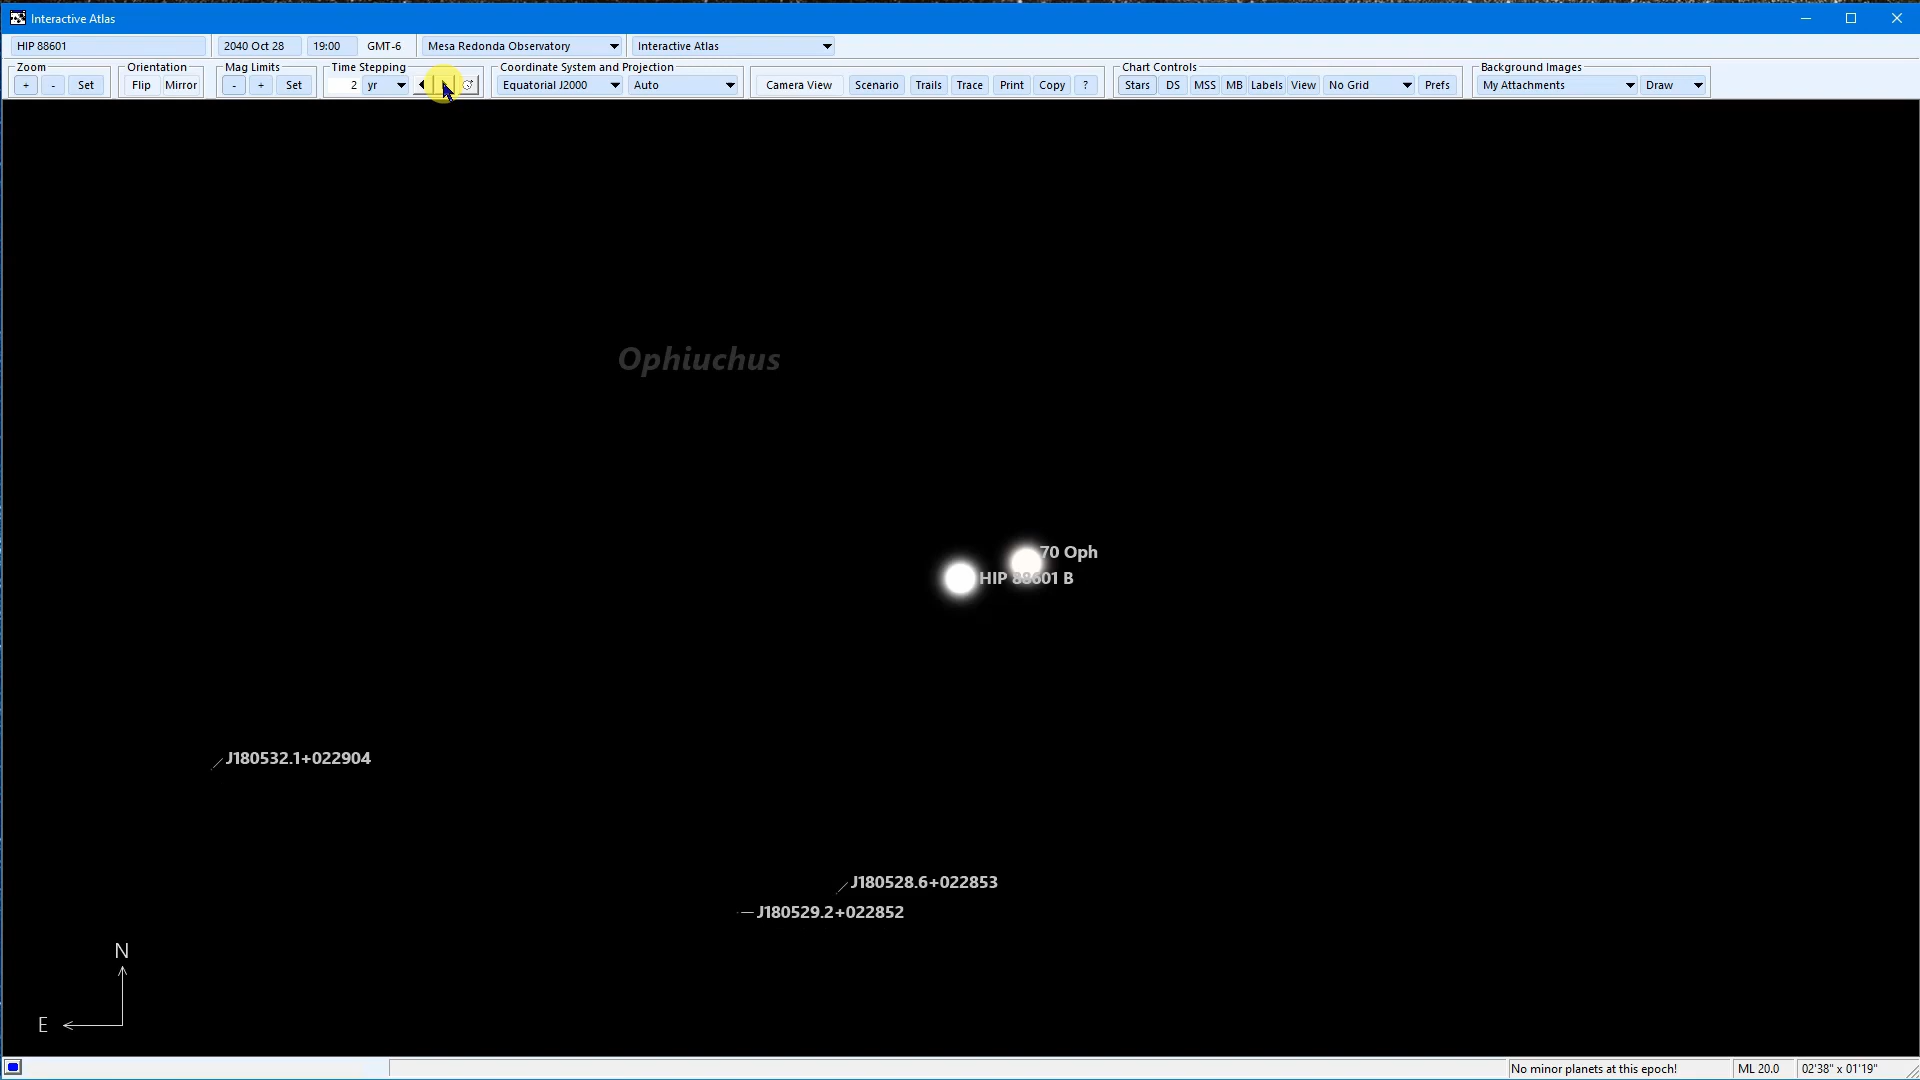 Interactive Atlas
HIP 88601 2040 Oct 28 19:00 GMT-6 Mesa Redonda Observatory Interactive Atlas
Zoom Orientation Mag Limits Time Stepping Coordinate System and Projection Chart Controls Background Images
+ - Set Flip Mirror - + Set 2 yr Equatorial J2000 Auto Camera View Scenario Trails Trace Print Copy ? Stars DS MSS MB Labels View No Grid Prefs My Attachments Draw
Ophiuchus
70 Oph
HIP 88601 B
J180532.1+022904
J180528.6+022853
J180529.2+022852
N
E
No minor planets at this epoch! ML 20.0 02'38" x 01'19"